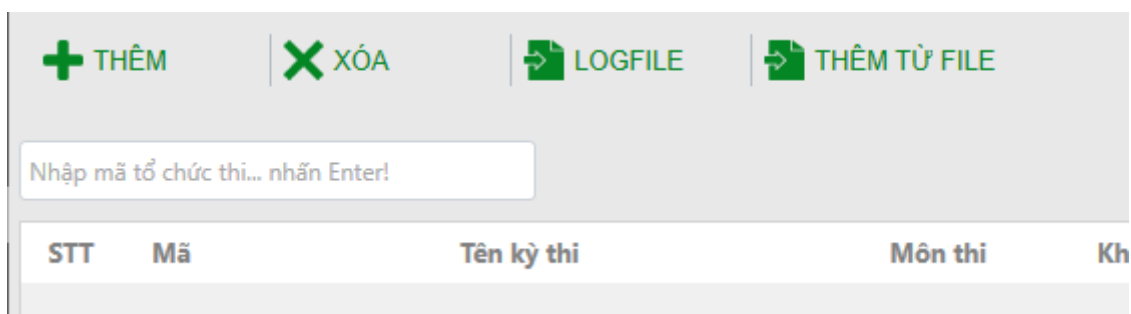 THÊM XÓA LOGFILE THÊM TỪ FILE
Nhập mã tổ chức thi... nhấn Enter!
STT Mã Tên kỳ thi Môn thi Kh